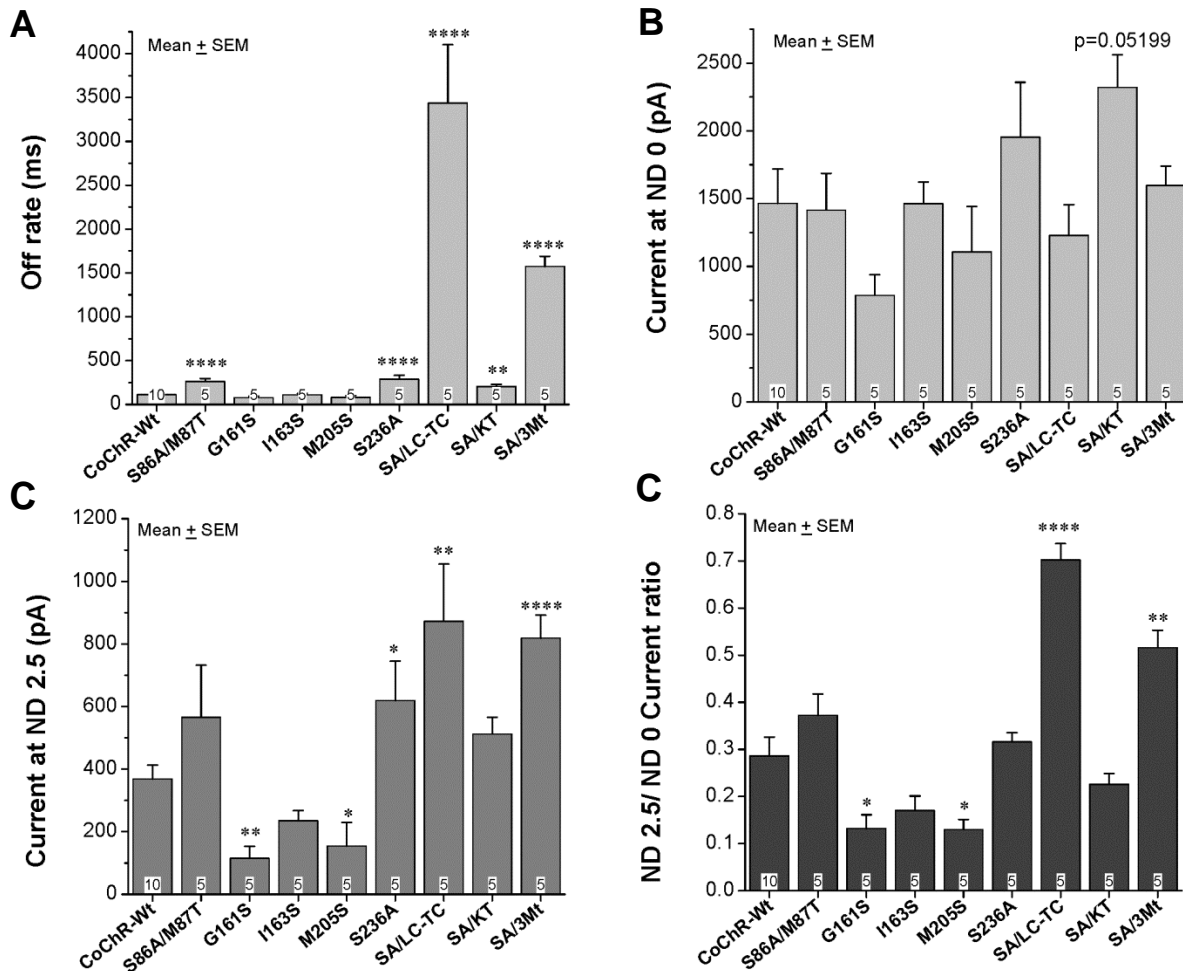 A
Mean ± SEM
Off rate (ms)
4000
3500
3000
2500
2000
1500
1000
500
0
****
****
****
**
****
10 5 5 5 5 5 5 5 5
CoChR-Wt
S86A/M87T
G161S
I163S
M205S
S236A
SA/LC-TC
SA/KT
SA/3Mt
B
Mean ± SEM
p=0.05199
Current at ND 0 (pA)
2500
2000
1500
1000
500
0
10 5 5 5 5 5 5 5 5
CoChR-Wt
S86A/M87T
G161S
I163S
M205S
S236A
SA/LC-TC
SA/KT
SA/3Mt
C
Mean ± SEM
Current at ND 2.5 (pA)
1200
1000
800
600
400
200
0
**
*
*
**
****
10 5 5 5 5 5 5 5 5
CoChR-Wt
S86A/M87T
G161S
I163S
M205S
S236A
SA/LC-TC
SA/KT
SA/3Mt
C
Mean ± SEM
ND 2.5/ ND 0 Current ratio
0.8
0.7
0.6
0.5
0.4
0.3
0.2
0.1
0.0
*
*
****
**
10 5 5 5 5 5 5 5 5
CoChR-Wt
S86A/M87T
G161S
I163S
M205S
S236A
SA/LC-TC
SA/KT
SA/3Mt